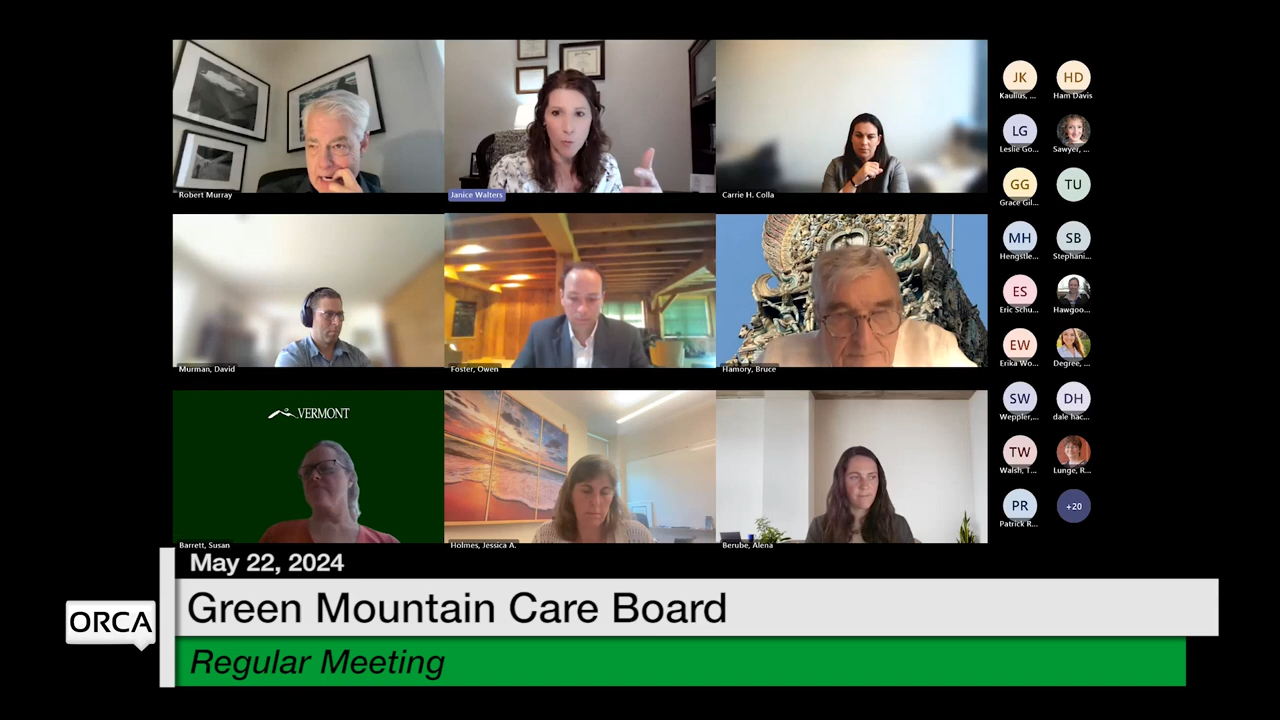 JK
HD
Kaulius, ...
Ham Davis
LG
Leslie Go...
Sawyer, ...
Robert Murray
Janice Walters
Carrie H. Colla
GG
TU
Grace Gil...
MH
SB
Hengstle...
Stephani...
ES
Eric Schu...
Hawgoo...
EW
Erika Wo...
Degree, ...
Murman, David
Foster, Owen
Hamory, Bruce
SW
DH
Weppler,...
dale hac...
TW
Walsh, T...
Lunge, R...
PR
+20
Patrick R...
VERMONT
Barrett, Susan
Holmes, Jessica A.
Berube, Alena
May 22, 2024
ORCA
Green Mountain Care Board
Regular Meeting